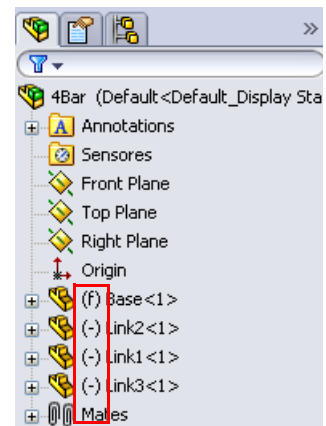 »
4Bar (Default<Default_Display Sta
A Annotations
Sensores
Front Plane
Top Plane
Right Plane
Origin
(f) Base<1>
(-) Link2<1>
(-) Link1<1>
(-) Link3<1>
Mates